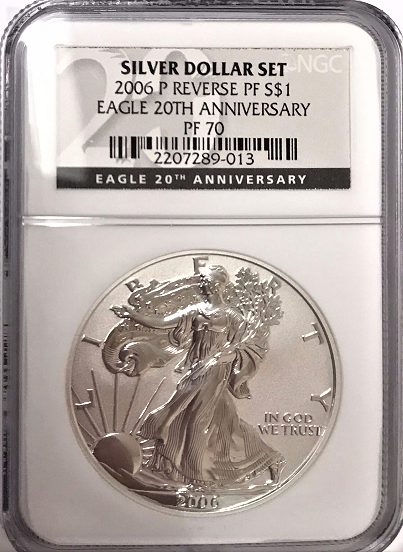 20
NGC
SILVER DOLLAR SET
2006 P REVERSE PF S$1
EAGLE 20TH ANNIVERSARY
PF 70
2207289-013
EAGLE 20TH ANNIVERSARY
LIBERTY
IN GOD
WE TRUST
2006